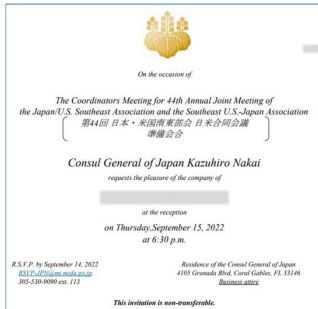 On the occasion of
The Coordinators Meeting for 44th Annual Joint Meeting of
the Japan/U.S. Southeast Association and the Southeast U.S.-Japan Association
第44回 日本・米国南東部会 日米合同会議
準備会合
Consul General of Japan Kazuhiro Nakai
requests the pleasure of the company of
at the reception
on Thursday,September 15, 2022
at 6:30 p.m.
R.S.V.P. by September 14, 2022
RSVP-JPN@mi.mofa.go.jp
305-530-9090 ext. 113
Residence of the Consul General of Japan
4105 Granada Blvd, Coral Gables, FL 33146
Business attire
This invitation is non-transferable.